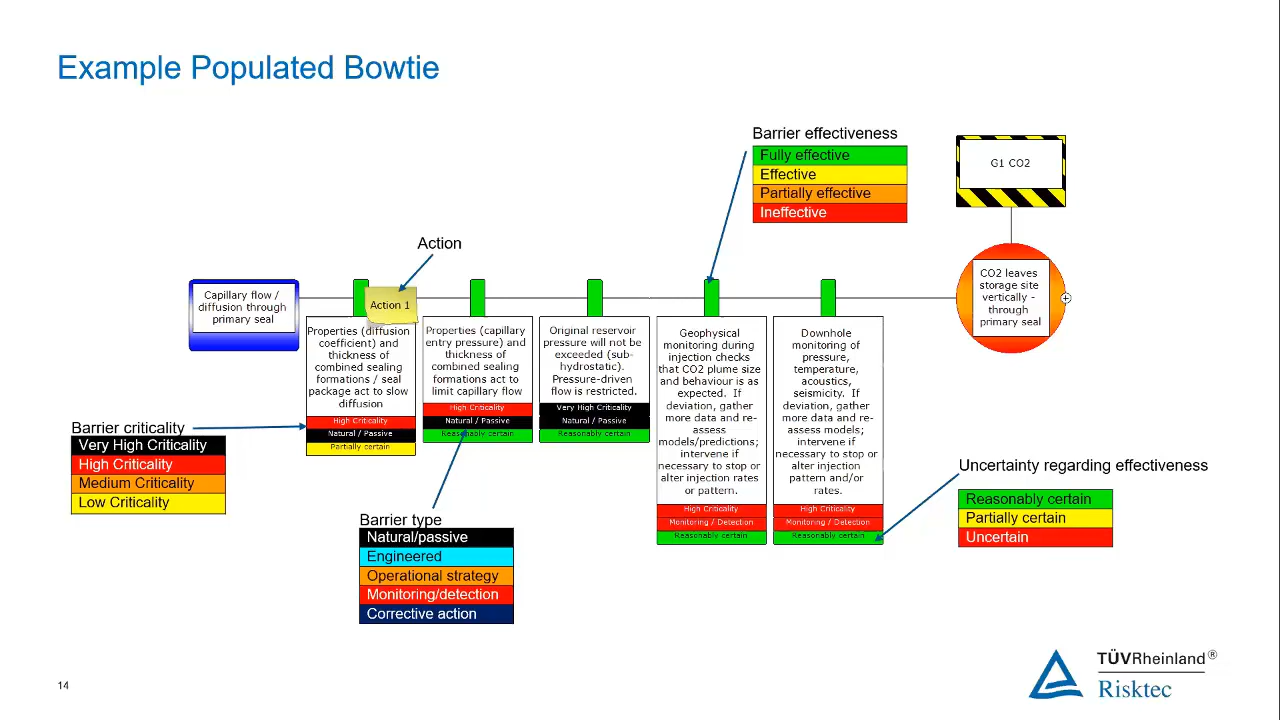 Example Populated Bowtie
Barrier effectiveness
Fully effective
Effective
Partially effective
Ineffective
G1 CO2
Action
Action 1
Capillary flow /
diffusion through
primary seal
CO2 leaves
storage site
vertically -
through
primary seal
Properties (diffusion
coefficient) and
thickness of
combined sealing
formations / seal
package act to slow
diffusion
High Criticality
Natural / Passive
Partially certain
Properties (capillary
entry pressure) and
thickness of
combined sealing
formations act to
limit capillary flow
High Criticality
Natural / Passive
Reasonably certain
Original reservoir
pressure will not be
exceeded (sub-
hydrostatic).
Pressure-driven
flow is restricted.
Very High Criticality
Natural / Passive
Reasonably certain
Geophysical
monitoring during
injection checks
that CO2 plume size
and behaviour is as
expected. If
deviation, gather
more data and re-
assess
models/predictions;
intervene if
necessary to stop or
alter injection rates
or pattern.
High Criticality
Monitoring / Detection
Reasonably certain
Downhole
monitoring of
pressure,
temperature,
acoustics,
seismicity. If
deviation, gather
more data and re-
assess models;
intervene if
necessary to stop or
alter injection
pattern and/or
rates.
High Criticality
Monitoring / Detection
Reasonably certain
Barrier criticality
Very High Criticality
High Criticality
Medium Criticality
Low Criticality
Barrier type
Natural/passive
Engineered
Operational strategy
Monitoring/detection
Corrective action
Uncertainty regarding effectiveness
Reasonably certain
Partially certain
Uncertain
14
TÜVRheinland®
Risktec